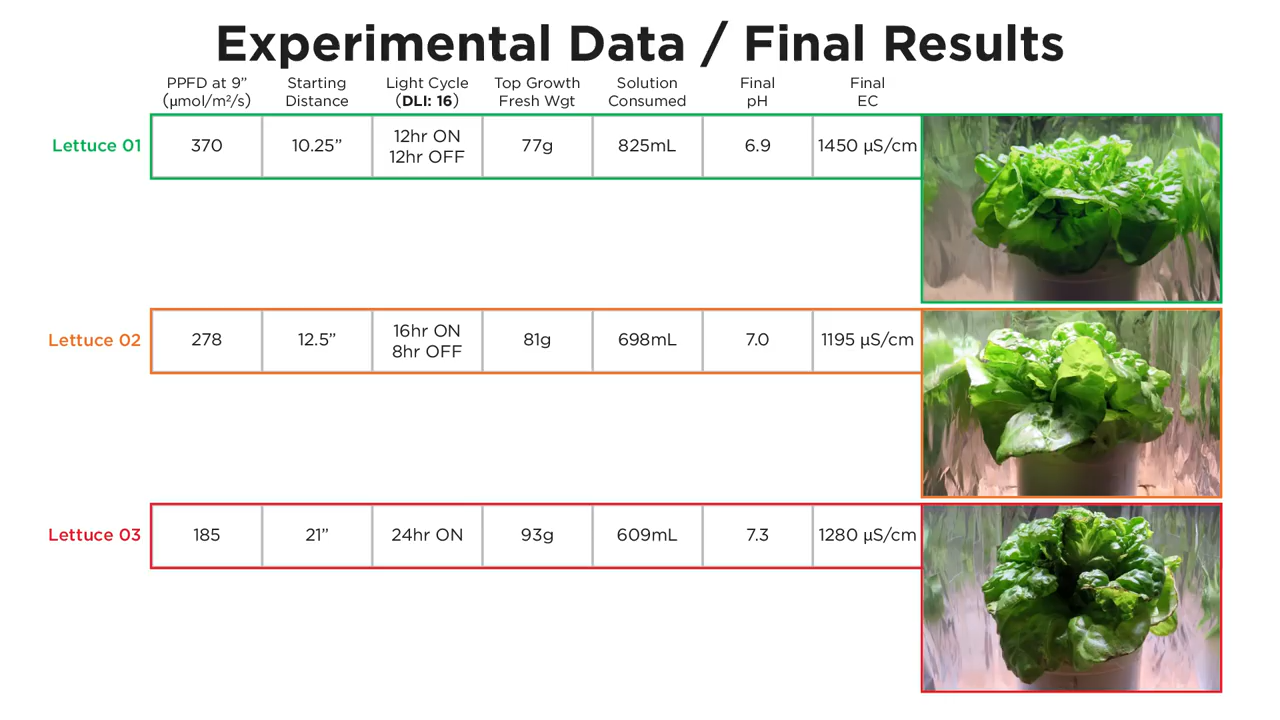 Experimental Data / Final Results
PPFD at 9” Starting Light Cycle Top Growth Solution Final Final
(µmol/m²/s) Distance (DLI: 16) Fresh Wgt Consumed pH EC
Lettuce 01 370 10.25” 12hr ON 12hr OFF 77g 825mL 6.9 1450 µS/cm
Lettuce 02 278 12.5” 16hr ON 8hr OFF 81g 698mL 7.0 1195 µS/cm
Lettuce 03 185 21” 24hr ON 93g 609mL 7.3 1280 µS/cm